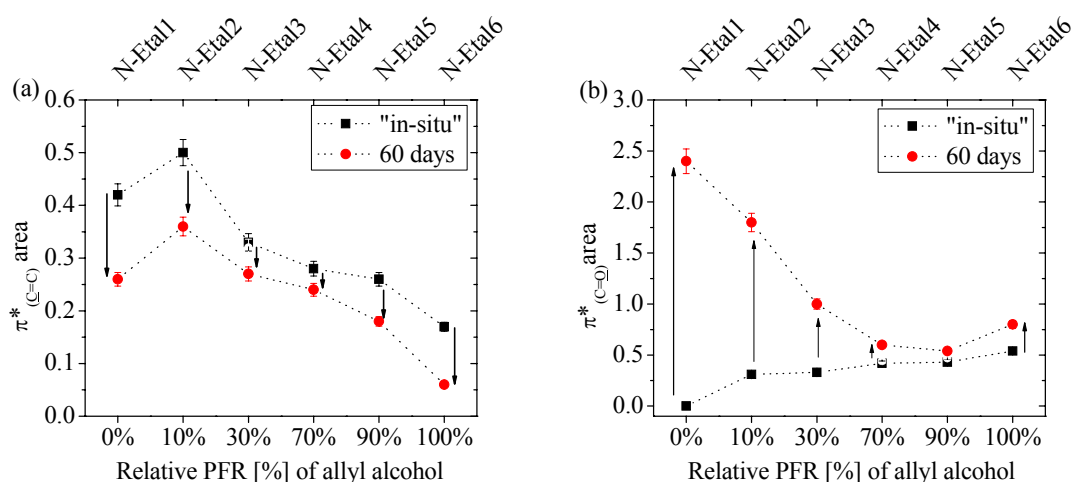 N-Etal1 N-Etal2 N-Etal3 N-Etal4 N-Etal5 N-Etal6
(a)
"in-situ"
60 days
0.6
0.5
0.4
0.3
0.2
0.1
0.0
π* (C=C) area
0% 10% 30% 70% 90% 100%
Relative PFR [%] of allyl alcohol
N-Etal1 N-Etal2 N-Etal3 N-Etal4 N-Etal5 N-Etal6
(b)
"in-situ"
60 days
3.0
2.5
2.0
1.5
1.0
0.5
0.0
π* (C=O) area
0% 10% 30% 70% 90% 100%
Relative PFR [%] of allyl alcohol